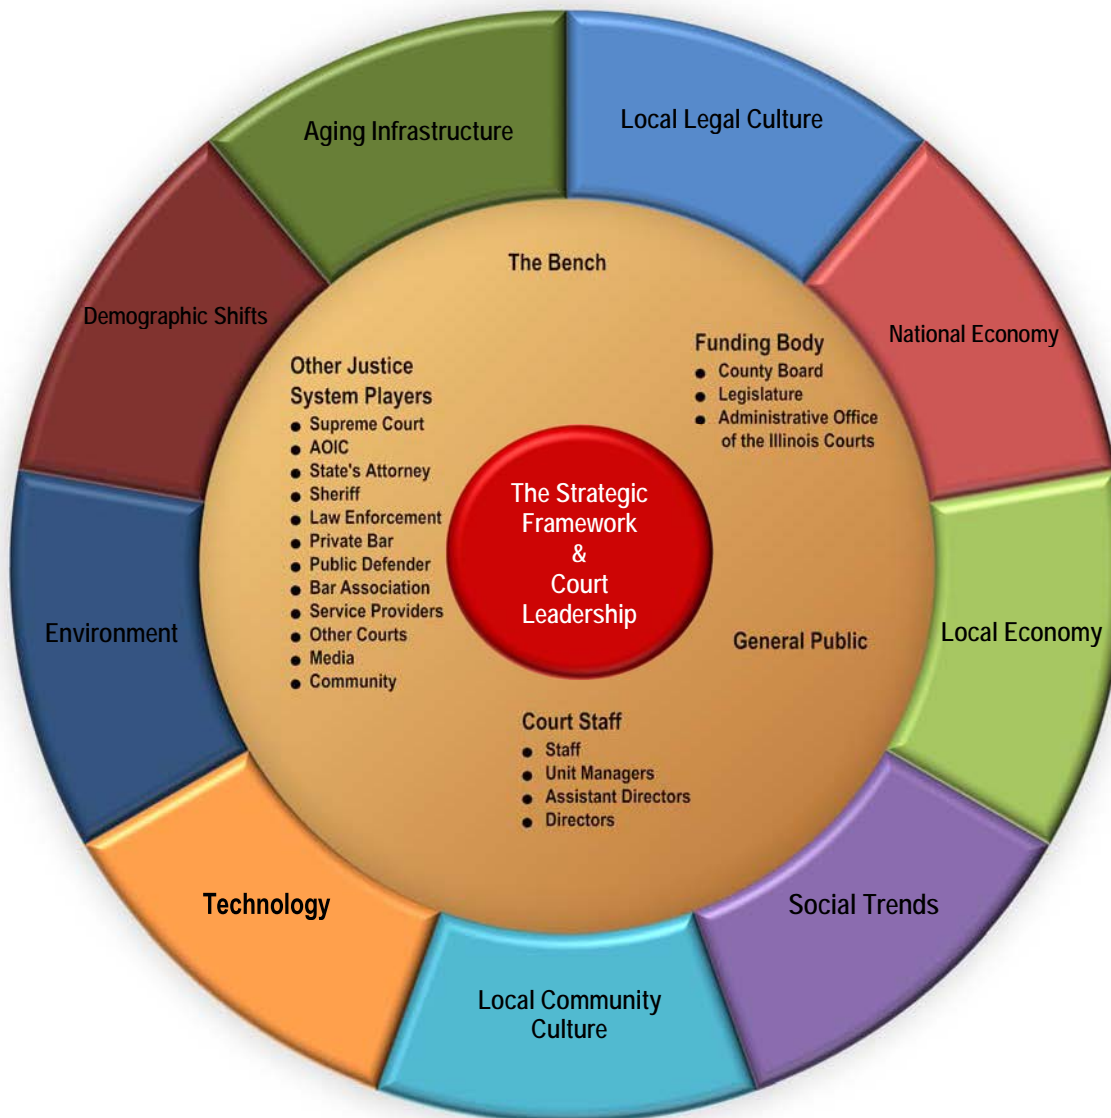 Aging Infrastructure
Local Legal Culture
National Economy
Local Economy
Social Trends
Local Community
Culture
Technology
Environment
Demographic Shifts
The Bench
Funding Body
● County Board
● Legislature
● Administrative Office
of the Illinois Courts
Other Justice
System Players
● Supreme Court
● AOIC
● State's Attorney
● Sheriff
● Law Enforcement
● Private Bar
● Public Defender
● Bar Association
● Service Providers
● Other Courts
● Media
● Community
The Strategic
Framework
&
Court
Leadership
General Public
Court Staff
● Staff
● Unit Managers
● Assistant Directors
● Directors